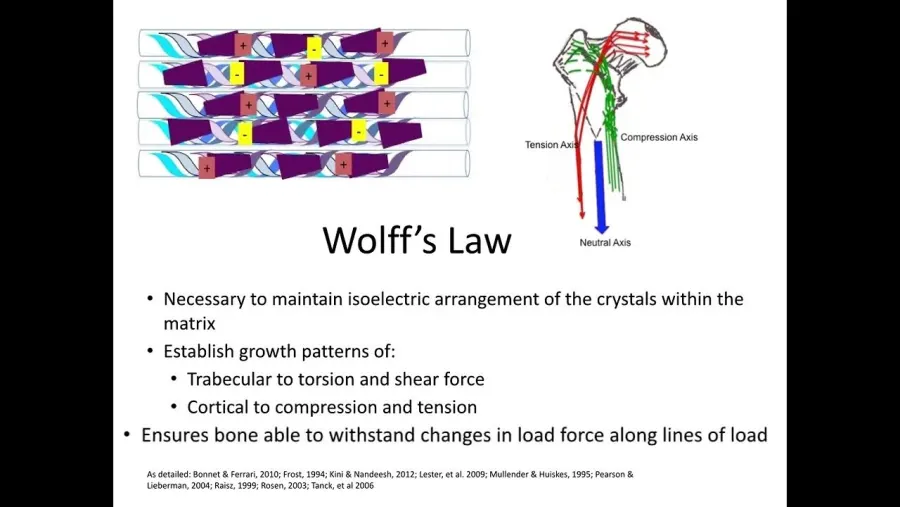 + - +
- + -
+ +
- -
+ +
Tension Axis
Compression Axis
Neutral Axis
Wolff’s Law
• Necessary to maintain isoelectric arrangement of the crystals within the
matrix
• Establish growth patterns of:
• Trabecular to torsion and shear force
• Cortical to compression and tension
• Ensures bone able to withstand changes in load force along lines of load
As detailed: Bonnet & Ferrari, 2010; Frost, 1994; Kini & Nandeesh, 2012; Lester, et al. 2009; Mullender & Huiskes, 1995; Pearson &
Lieberman, 2004; Raisz, 1999; Rosen, 2003; Tanck, et al 2006